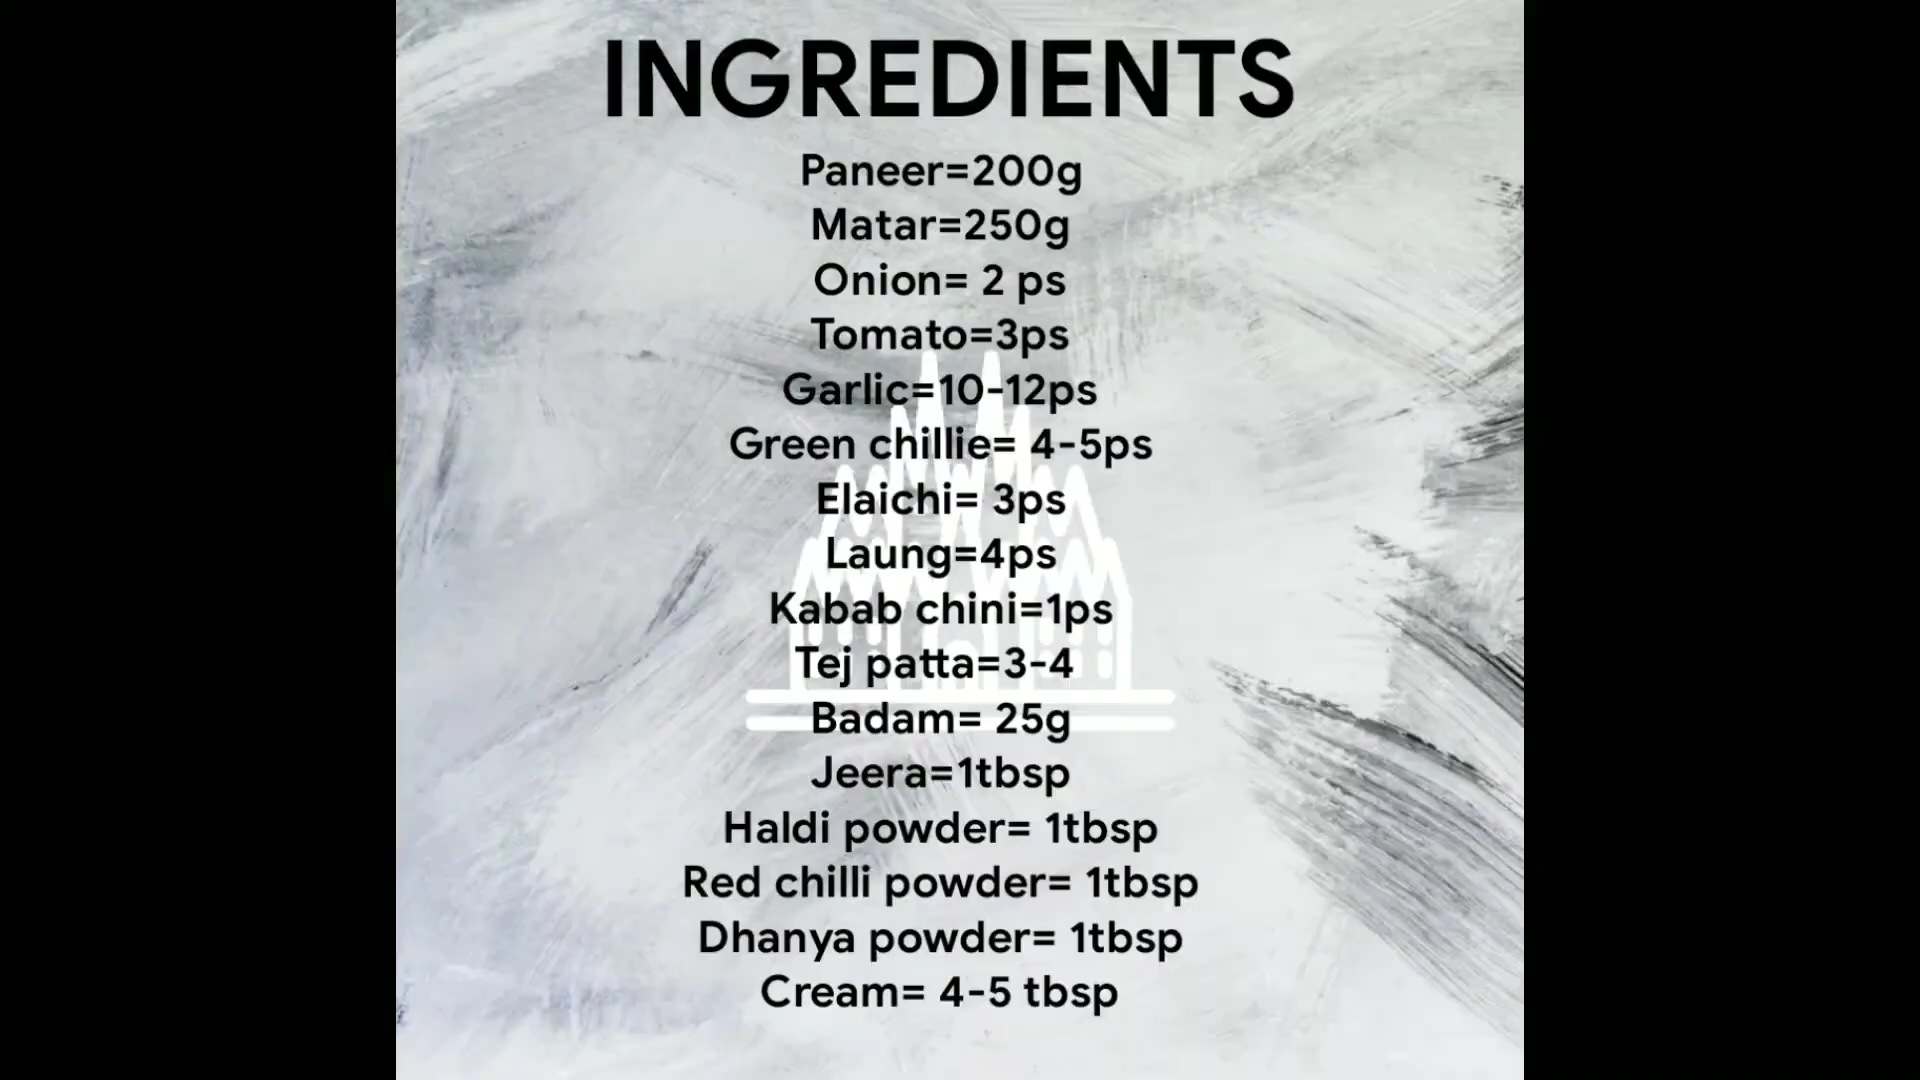 INGREDIENTS
Paneer=200g
Matar=250g
Onion= 2 ps
Tomato=3ps
Garlic=10-12ps
Green chillie= 4-5ps
Elaichi= 3ps
Laung=4ps
Kabab chini=1ps
Tej patta=3-4
Badam= 25g
Jeera=1tbsp
Haldi powder= 1tbsp
Red chilli powder= 1tbsp
Dhanya powder= 1tbsp
Cream= 4-5 tbsp